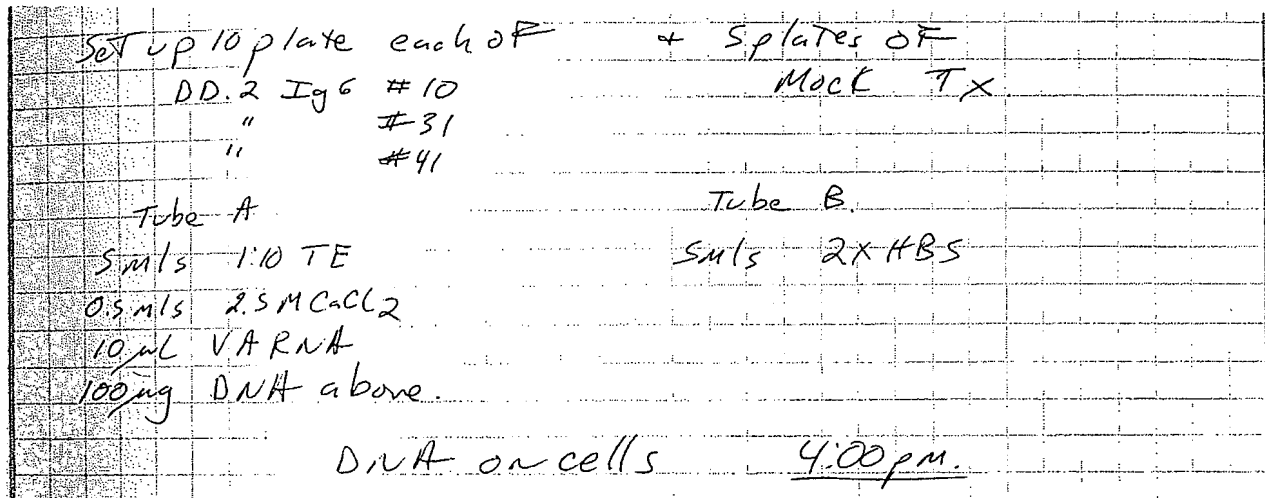 Set up 10 plate each of + 5 plates of
Mock Tx.
DD.2 IgG #10
" #31
" #41
Tube A
5 mls 1:10 TE
0.5 mls 2.5 M CaCl2
10 µL VARNA
100 µg DNA above.
Tube B.
5 mls 2X HBS
DNA on cells 4:00 pm.